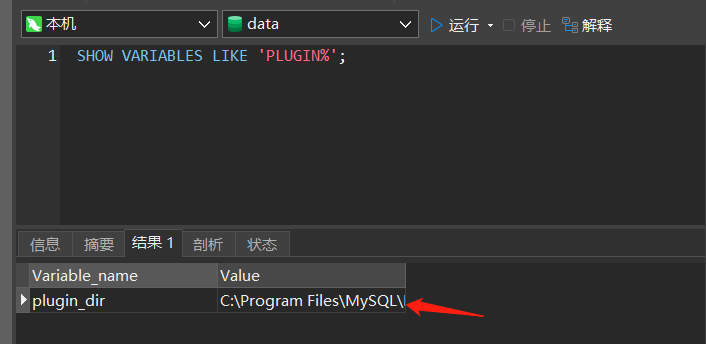 本机 data 运行 停止 解释
1 SHOW VARIABLES LIKE 'PLUGIN%';
信息 摘要 结果 1 剖析 状态
Variable_name Value
plugin_dir C:\Program Files\MySQL\